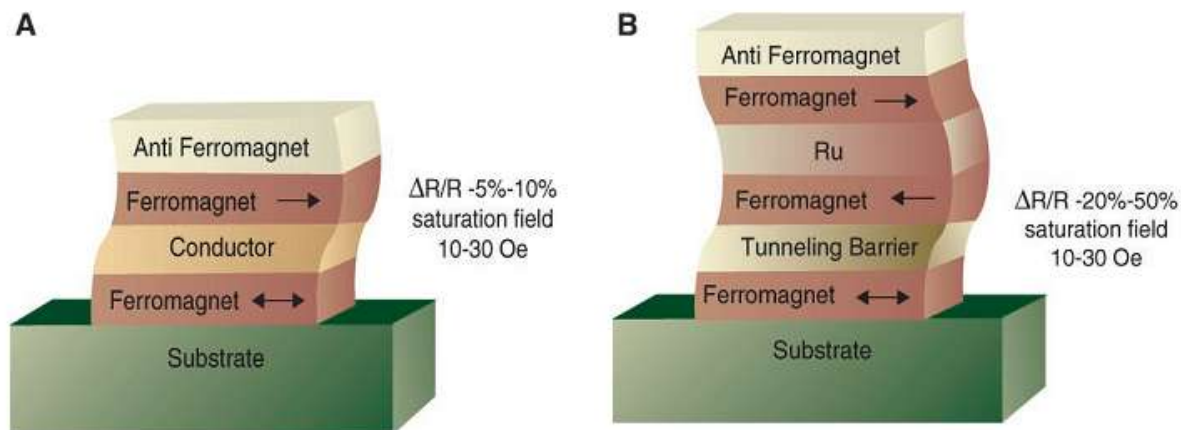 A
Anti Ferromagnet
Ferromagnet
Conductor
Ferromagnet
Substrate
ΔR/R -5%-10%
saturation field
10-30 Oe
B
Anti Ferromagnet
Ferromagnet
Ru
Ferromagnet
Tunneling Barrier
Ferromagnet
Substrate
ΔR/R -20%-50%
saturation field
10-30 Oe